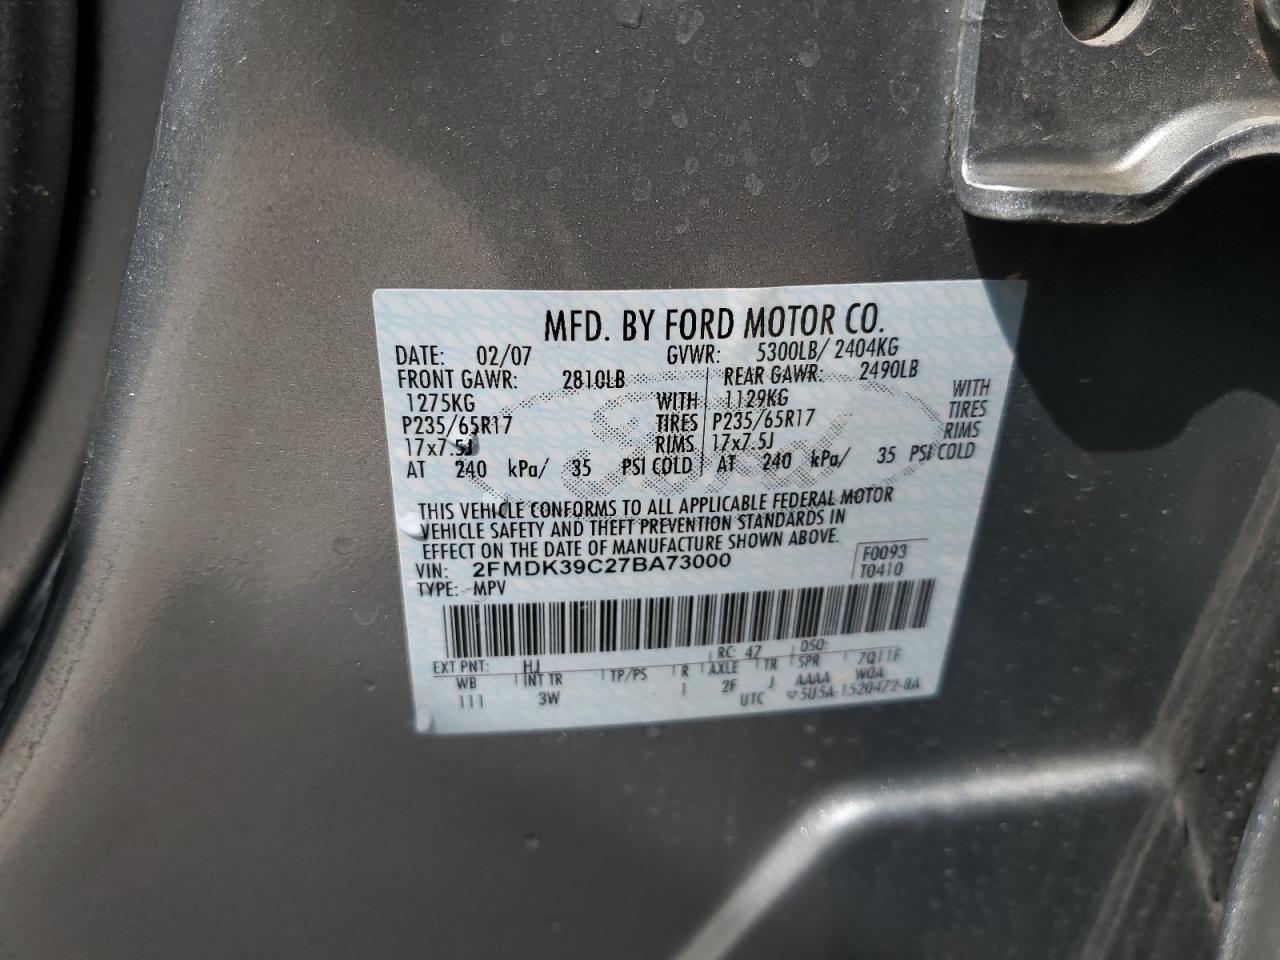 MFD. BY FORD MOTOR CO.
DATE: 02/07 GVWR: 5300LB/ 2404KG
FRONT GAWR: 2810LB REAR GAWR: 2490LB
1275KG WITH 1129KG WITH
P235/65R17 TIRES P235/65R17 TIRES
17x7.5J RIMS 17x7.5J RIMS
AT 240 kPa/ 35 PSI COLD AT 240 kPa/ 35 PSI COLD
THIS VEHICLE CONFORMS TO ALL APPLICABLE FEDERAL MOTOR
VEHICLE SAFETY AND THEFT PREVENTION STANDARDS IN
EFFECT ON THE DATE OF MANUFACTURE SHOWN ABOVE.
VIN: 2FMDK39C27BA73000 F0093
TYPE: MPV T0410
EXT PNT: HJ RC: 47 DSO:
WB INT TR TP/PS R AXLE TR SPR 7Q11F
111 3W 1 2F J AAAA W0A
UTC ▽5U5A-1520472-8A